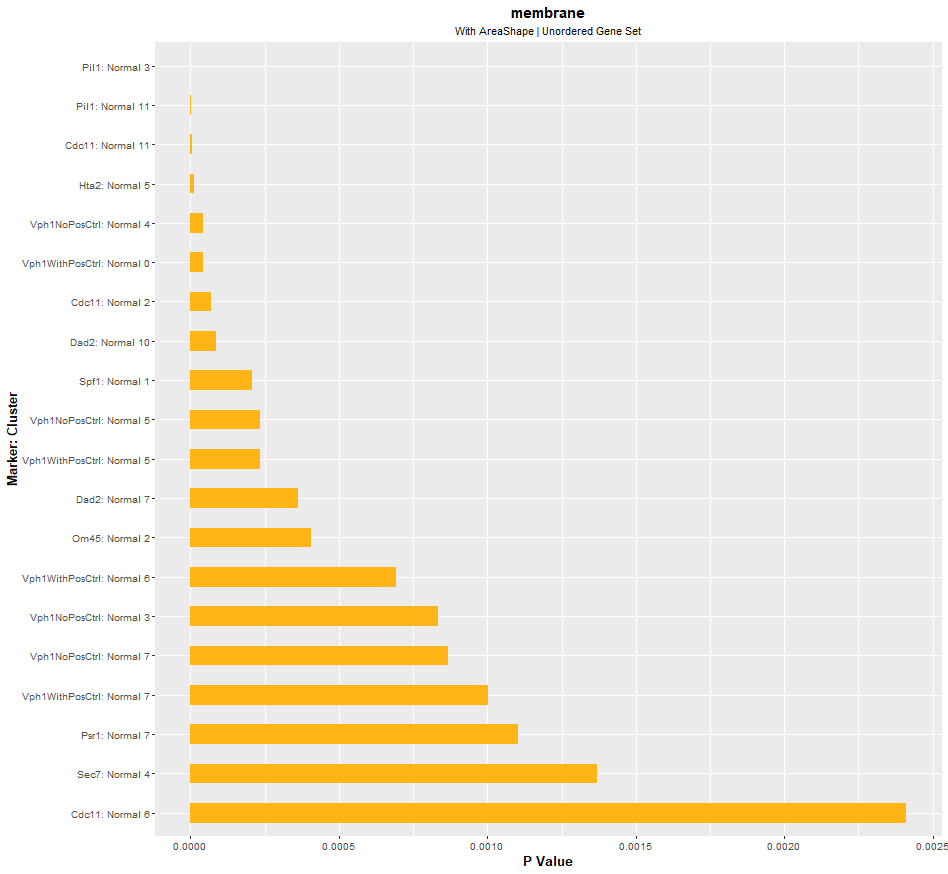 membrane
With AreaShape | Unordered Gene Set
Marker: Cluster
Pil1: Normal 3
Pil1: Normal 11
Cdc11: Normal 11
Hta2: Normal 5
Vph1NoPosCtrl: Normal 4
Vph1WithPosCtrl: Normal 0
Cdc11: Normal 2
Dad2: Normal 10
Spf1: Normal 1
Vph1NoPosCtrl: Normal 5
Vph1WithPosCtrl: Normal 5
Dad2: Normal 7
Om45: Normal 2
Vph1WithPosCtrl: Normal 6
Vph1NoPosCtrl: Normal 3
Vph1NoPosCtrl: Normal 7
Vph1WithPosCtrl: Normal 7
Psr1: Normal 7
Sec7: Normal 4
Cdc11: Normal 6
0.0000 0.0005 0.0010 0.0015 0.0020 0.0025
P Value